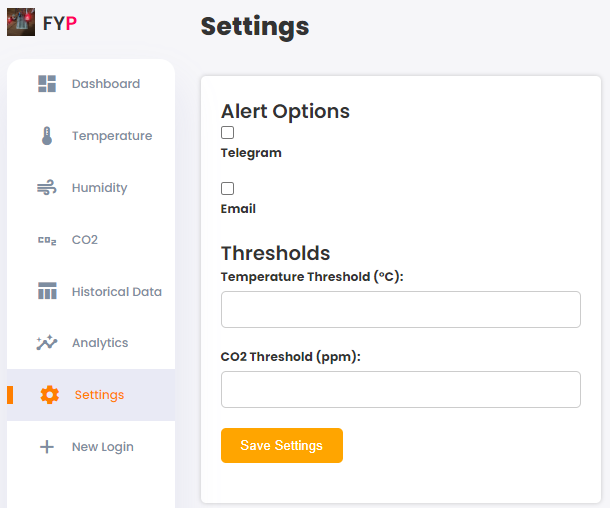 FYP
Settings
Dashboard
Temperature
Humidity
CO2
CO2
Historical Data
Analytics
Settings
New Login
Alert Options
Telegram
Email
Thresholds
Temperature Threshold (°C):
CO2 Threshold (ppm):
Save Settings